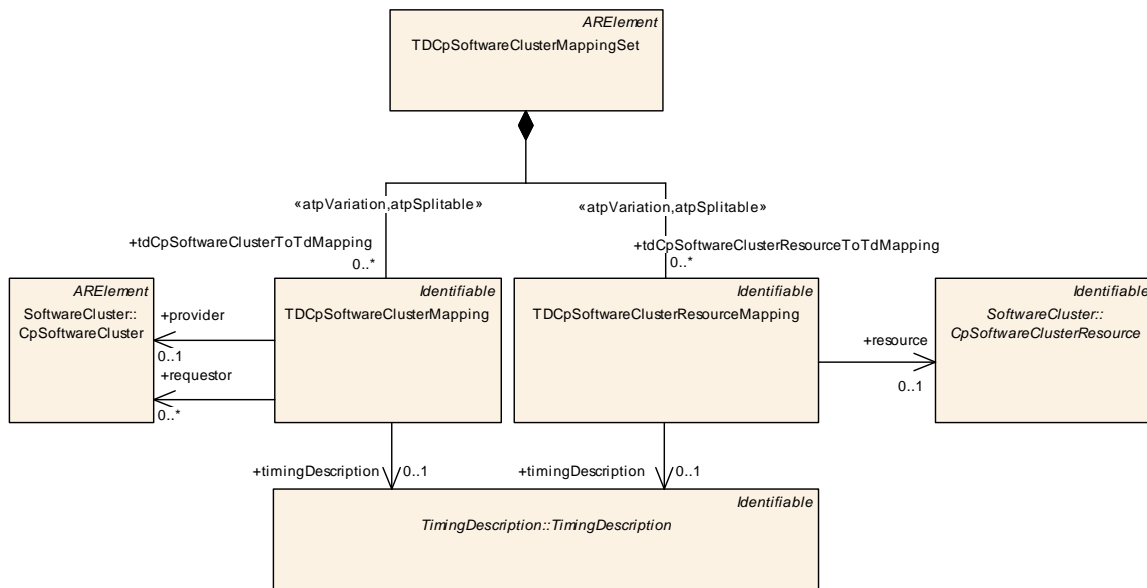 ARElement
TDCpSoftwareClusterMappingSet
«atpVariation,atpSplitable»
«atpVariation,atpSplitable»
+tdCpSoftwareClusterToTdMapping
0..*
+tdCpSoftwareClusterResourceToTdMapping
0..*
ARElement
SoftwareCluster::
CpSoftwareCluster
+provider
0..1
+requestor
0..*
Identifiable
TDCpSoftwareClusterMapping
Identifiable
TDCpSoftwareClusterResourceMapping
+resource
0..1
Identifiable
SoftwareCluster::
CpSoftwareClusterResource
+timingDescription
0..1
+timingDescription
0..1
Identifiable
TimingDescription::TimingDescription